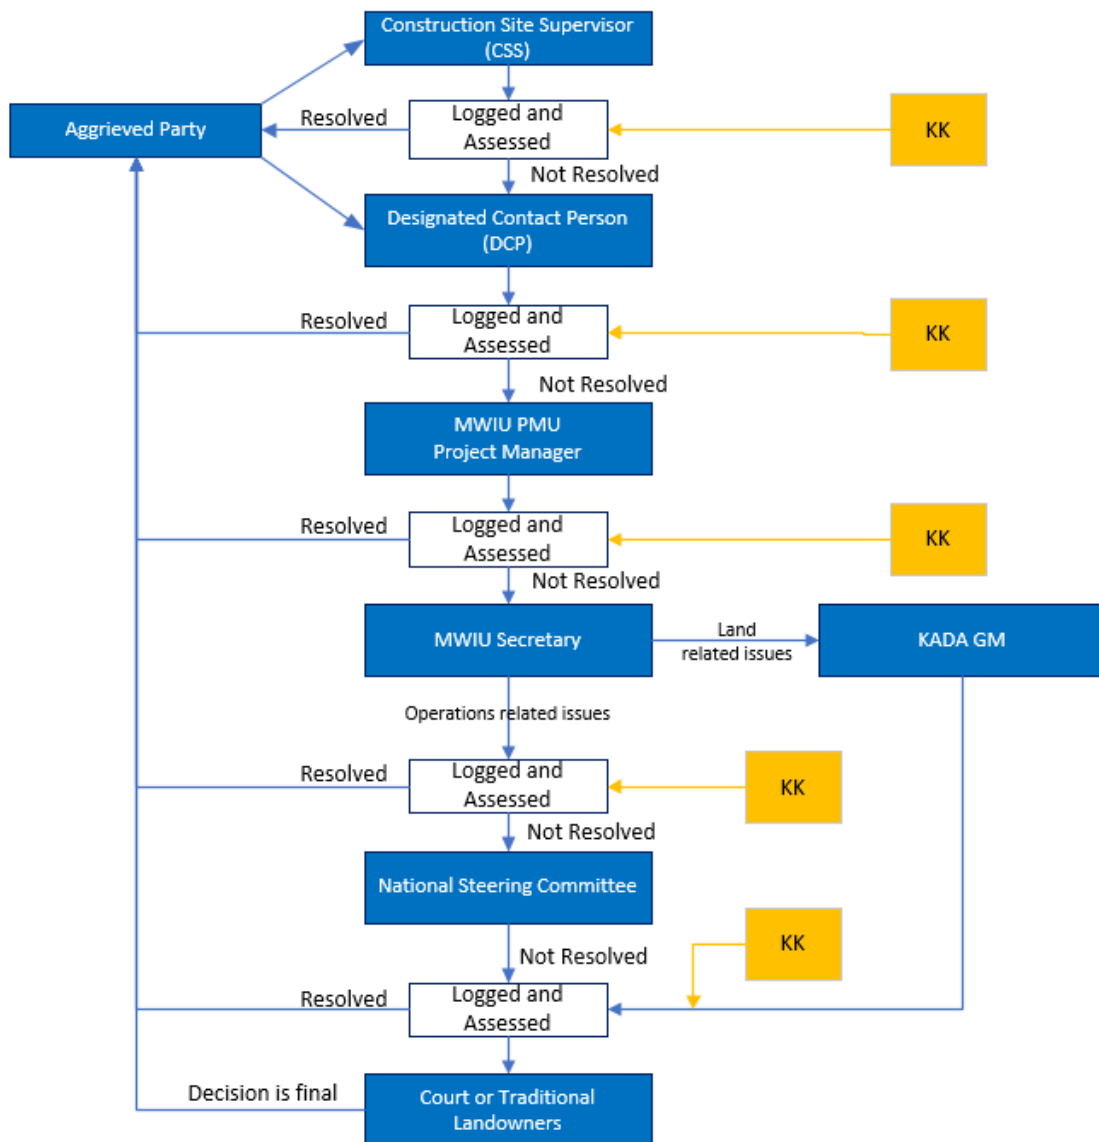 Construction Site Supervisor
(CSS)
Aggrieved Party
Resolved
Logged and
Assessed
KK
Not Resolved
Designated Contact Person
(DCP)
Resolved
Logged and
Assessed
KK
Not Resolved
MWIU PMU
Project Manager
Resolved
Logged and
Assessed
KK
Not Resolved
MWIU Secretary
Land
related issues
KADA GM
Operations related issues
Resolved
Logged and
Assessed
KK
Not Resolved
National Steering Committee
KK
Not Resolved
Resolved
Logged and
Assessed
Decision is final
Court or Traditional
Landowners